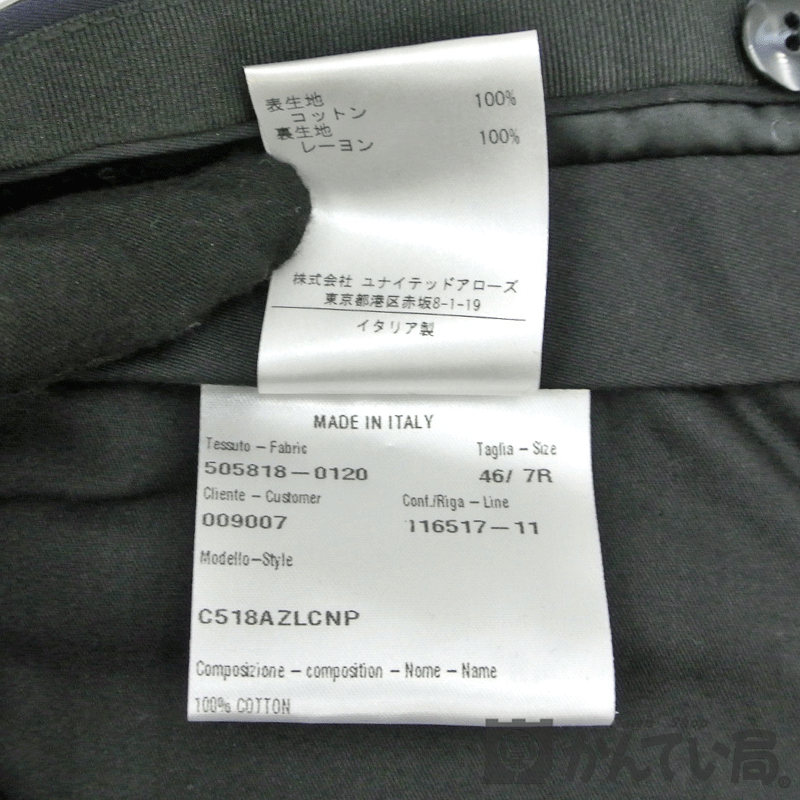 表生地 100%
コットン
裏生地 100%
レーヨン
株式会社 ユナイテッドアローズ
東京都港区赤坂8-1-19
イタリア製
MADE IN ITALY
Tessuto - Fabric Taglia - Size
505818-0120 46/ 7R
Cliente - Customer Conf./Riga - Line
009007 116517-11
Modello-Style
C518AZLCNP
Composizione - composition - Nome - Name
100% COTTON
かんてい局